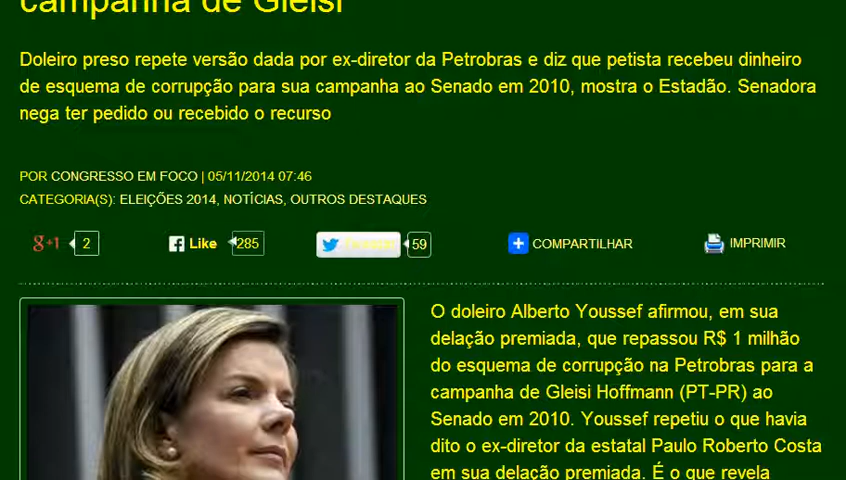 campanha de Gleisi
Doleiro preso repete versão dada por ex-diretor da Petrobras e diz que petista recebeu dinheiro
de esquema de corrupção para sua campanha ao Senado em 2010, mostra o Estadão. Senadora
nega ter pedido ou recebido o recurso
POR CONGRESSO EM FOCO | 05/11/2014 07:46
CATEGORIA(S): ELEIÇÕES 2014, NOTÍCIAS, OUTROS DESTAQUES
g+1 2 Like 285 59 COMPARTILHAR IMPRIMIR
O doleiro Alberto Youssef afirmou, em sua
delação premiada, que repassou R$ 1 milhão
do esquema de corrupção na Petrobras para a
campanha de Gleisi Hoffmann (PT-PR) ao
Senado em 2010. Youssef repetiu o que havia
dito o ex-diretor da estatal Paulo Roberto Costa
em sua delação premiada. É o que revela